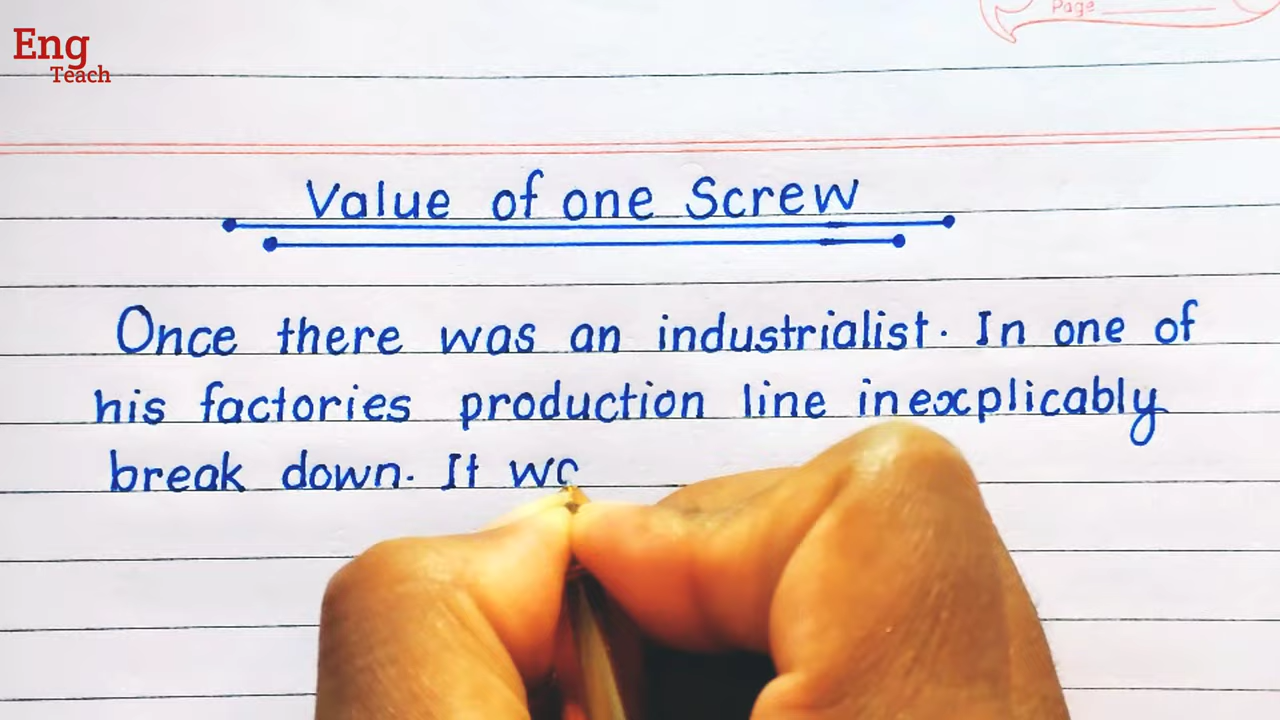 Page
Eng
Teach
Value of one Screw
Once there was an industrialist. In one of
his factories production line inexplicably
break down. It